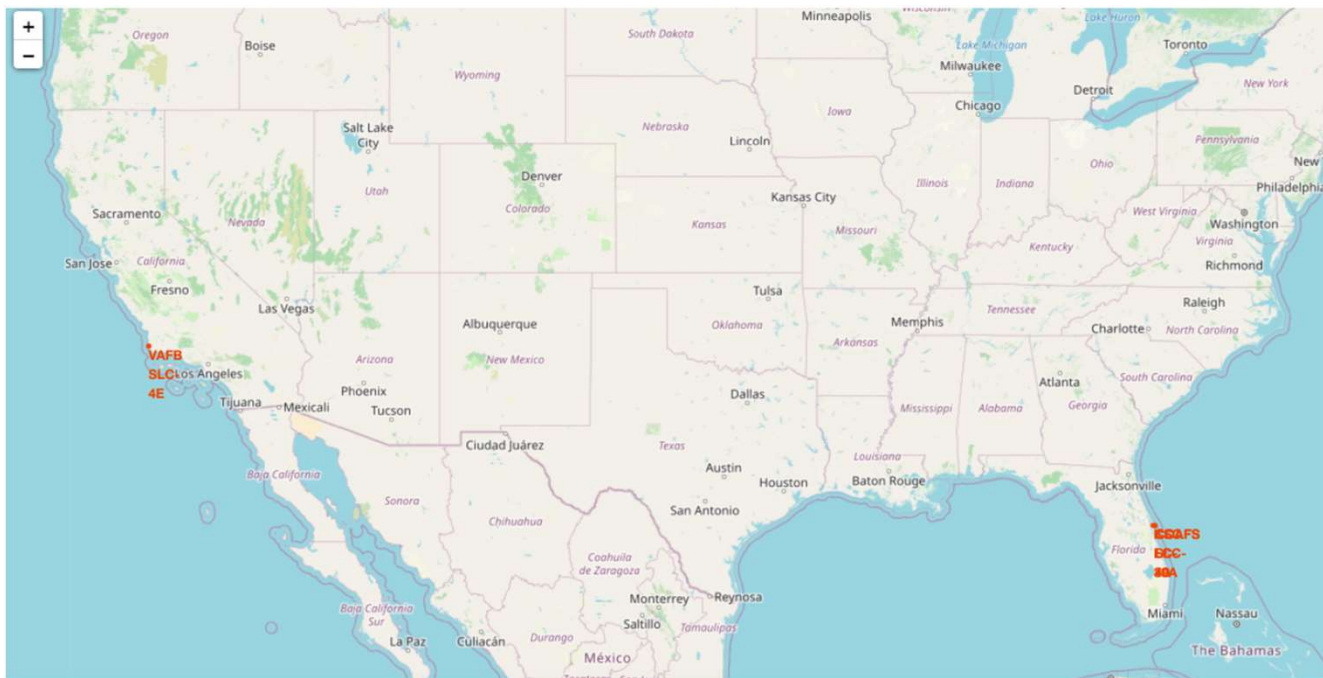 +
−
Oregon
Boise
Wyoming
South Dakota
Minneapolis
Wisconsin
Lake Michigan
Lake Huron
Toronto
Milwaukee
Detroit
New York
Chicago
Iowa
Nebraska
Lincoln
Salt Lake
City
Utah
Nevada
Denver
Colorado
Kansas
Kansas City
Missouri
Illinois
Indiana
Ohio
Pennsylvania
New
Philadelphia
Washington
West Virginia
Virginia
Richmond
Kentucky
Sacramento
San Jose
California
Fresno
Las Vegas
Tulsa
Oklahoma
Albuquerque
New Mexico
Arizona
Phoenix
Tucson
Memphis
Tennessee
Arkansas
Raleigh
Charlotte
North Carolina
South Carolina
Atlanta
Georgia
Alabama
Mississippi
VAFB
SLC-
4E
Los Angeles
Tijuana
Mexicali
Dallas
Texas
Ciudad Juárez
Louisiana
Baton Rouge
Austin
Houston
San Antonio
Jacksonville
Florida
Miami
Nassau
The Bahamas
Baja California
Sonora
Chihuahua
Coahuila
de Zaragoza
Monterrey
Reynosa
Saltillo
Tamaulipas
Baja California
Sur
La Paz
Culiacán
Durango
México